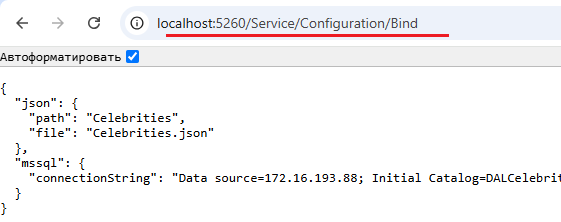 localhost:5260/Service/Configuration/Bind
Автоформатировать
{
  "json": {
    "path": "Celebrities",
    "file": "Celebrities.json"
  },
  "mssql": {
    "connectionString": "Data source=172.16.193.88; Initial Catalog=DALCelebrit
  }
}